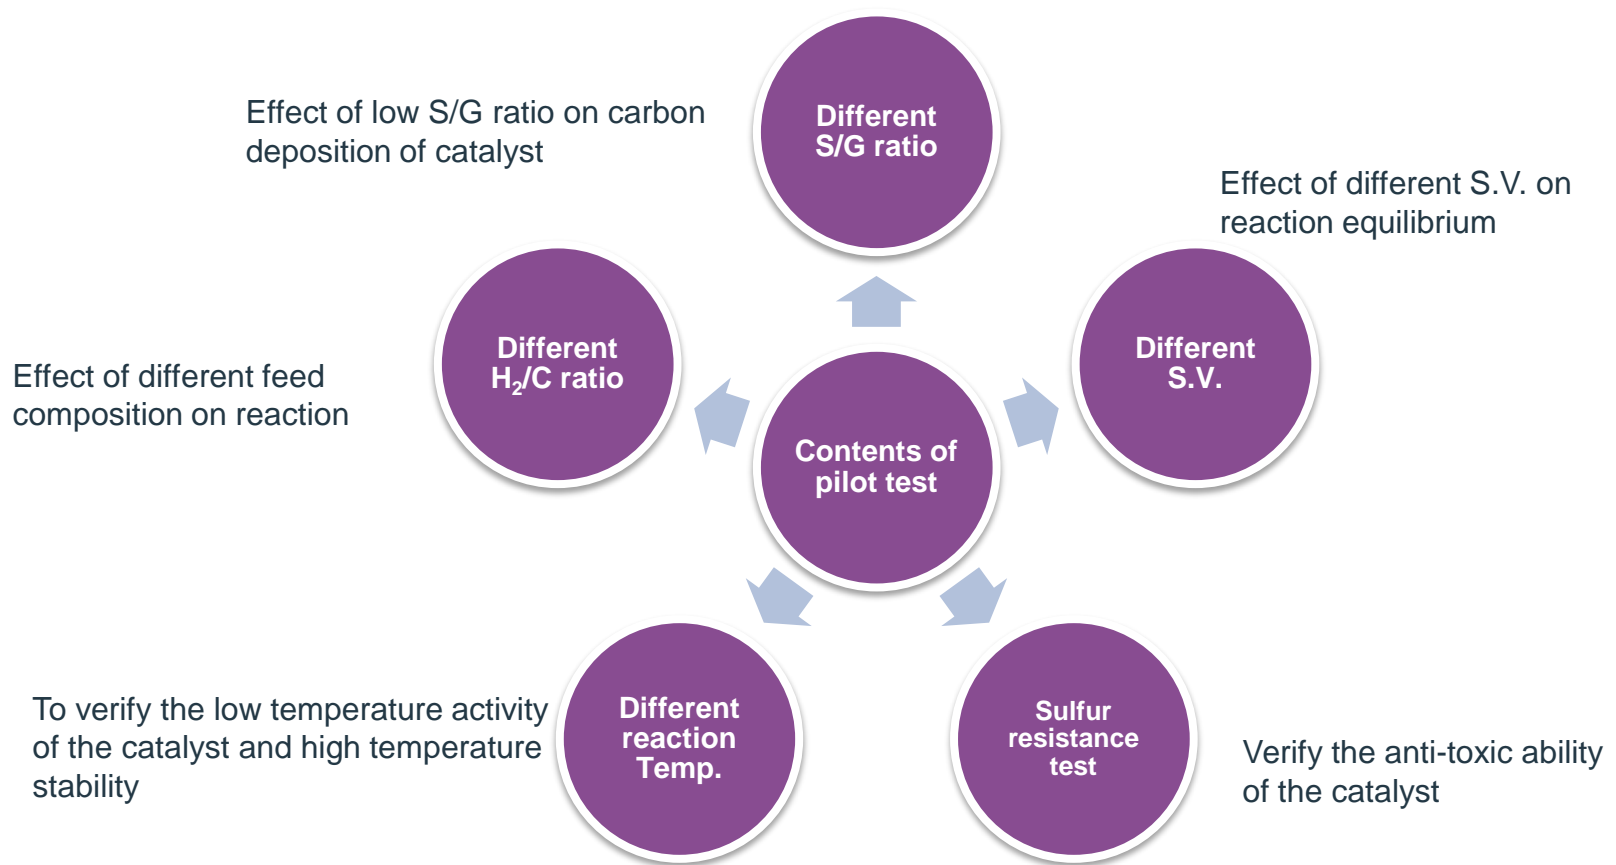 Effect of low S/G ratio on carbon
deposition of catalyst
Different
S/G ratio
Effect of different S.V. on
reaction equilibrium
Different
H₂/C ratio
Different
S.V.
Effect of different feed
composition on reaction
Contents of
pilot test
To verify the low temperature activity
of the catalyst and high temperature
stability
Different
reaction
Temp.
Sulfur
resistance
test
Verify the anti-toxic ability
of the catalyst